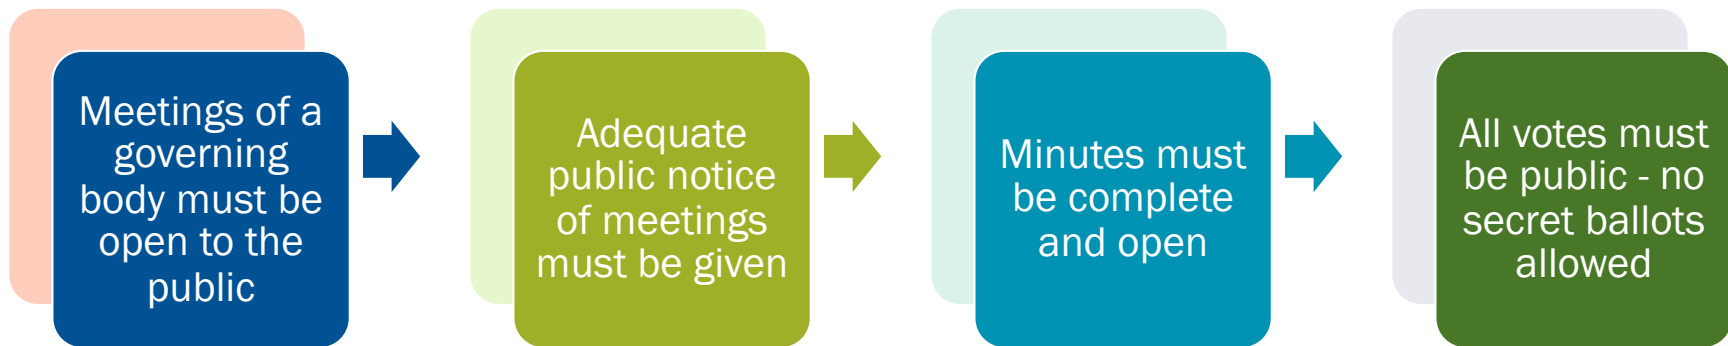 Meetings of a
governing
body must be
open to the
public
Adequate
public notice
of meetings
must be given
Minutes must
be complete
and open
All votes must
be public - no
secret ballots
allowed